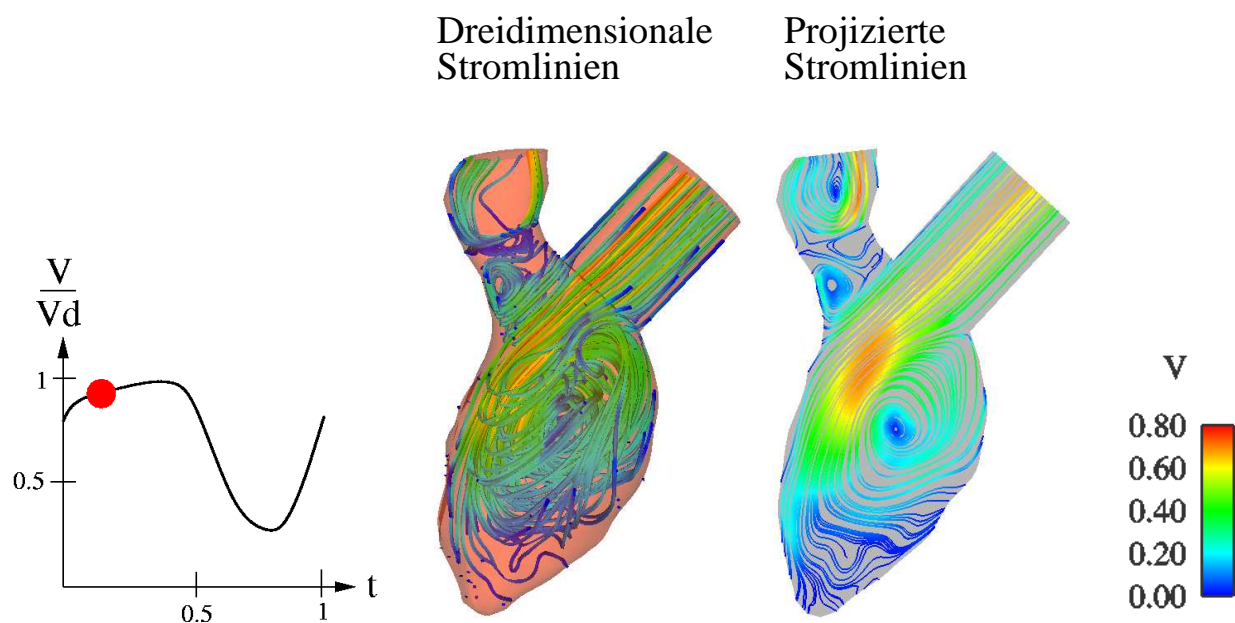 Dreidimensionale
Stromlinien
Projizierte
Stromlinien
V
Vd
1
0.5
0.5
1
t
v
0.80
0.60
0.40
0.20
0.00